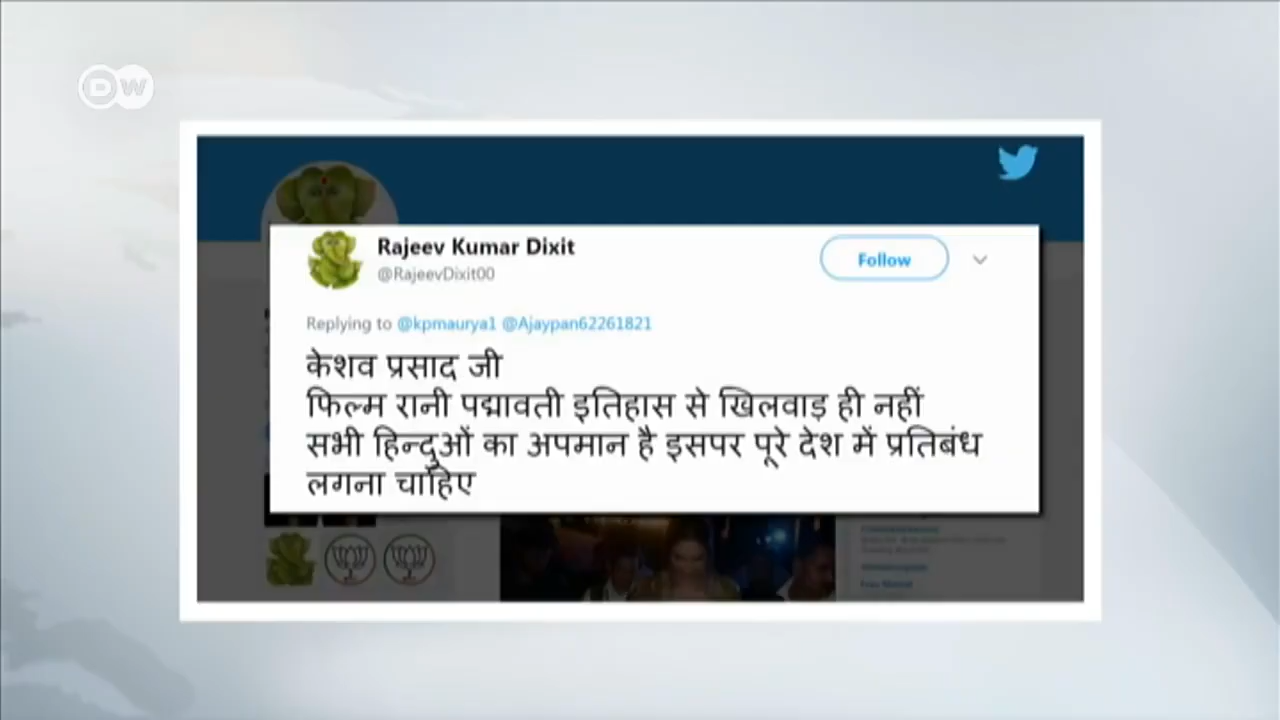 DW
Rajeev Kumar Dixit
@RajeevDixit00
Follow
Replying to @kpmaurya1 @Ajaypan62261821
केशव प्रसाद जी
फिल्म रानी पद्मावती इतिहास से खिलवाड़ ही नहीं
सभी हिन्दुओं का अपमान है इसपर पूरे देश में प्रतिबंध
लगना चाहिए